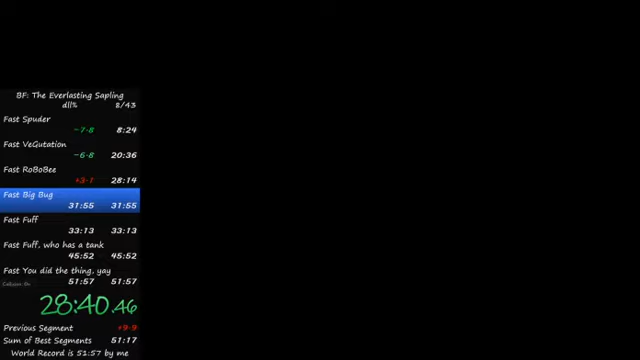 BF: The Everlasting Sapling
dll% 8/43
Fast Spuder
-7.8 8:24
Fast VeGutation
-6.8 20:36
Fast RoBoBee
+3.1 28:14
Fast Big Bug
31:55 31:55
Fast Fuff
33:13 33:13
Fast Fuff, who has a tank
45:52 45:52
Fast You did the thing, yay
51:57 51:57
28:40.46
Previous Segment +9.9
Sum of Best Segments 51:17
World Record is 51:57 by me